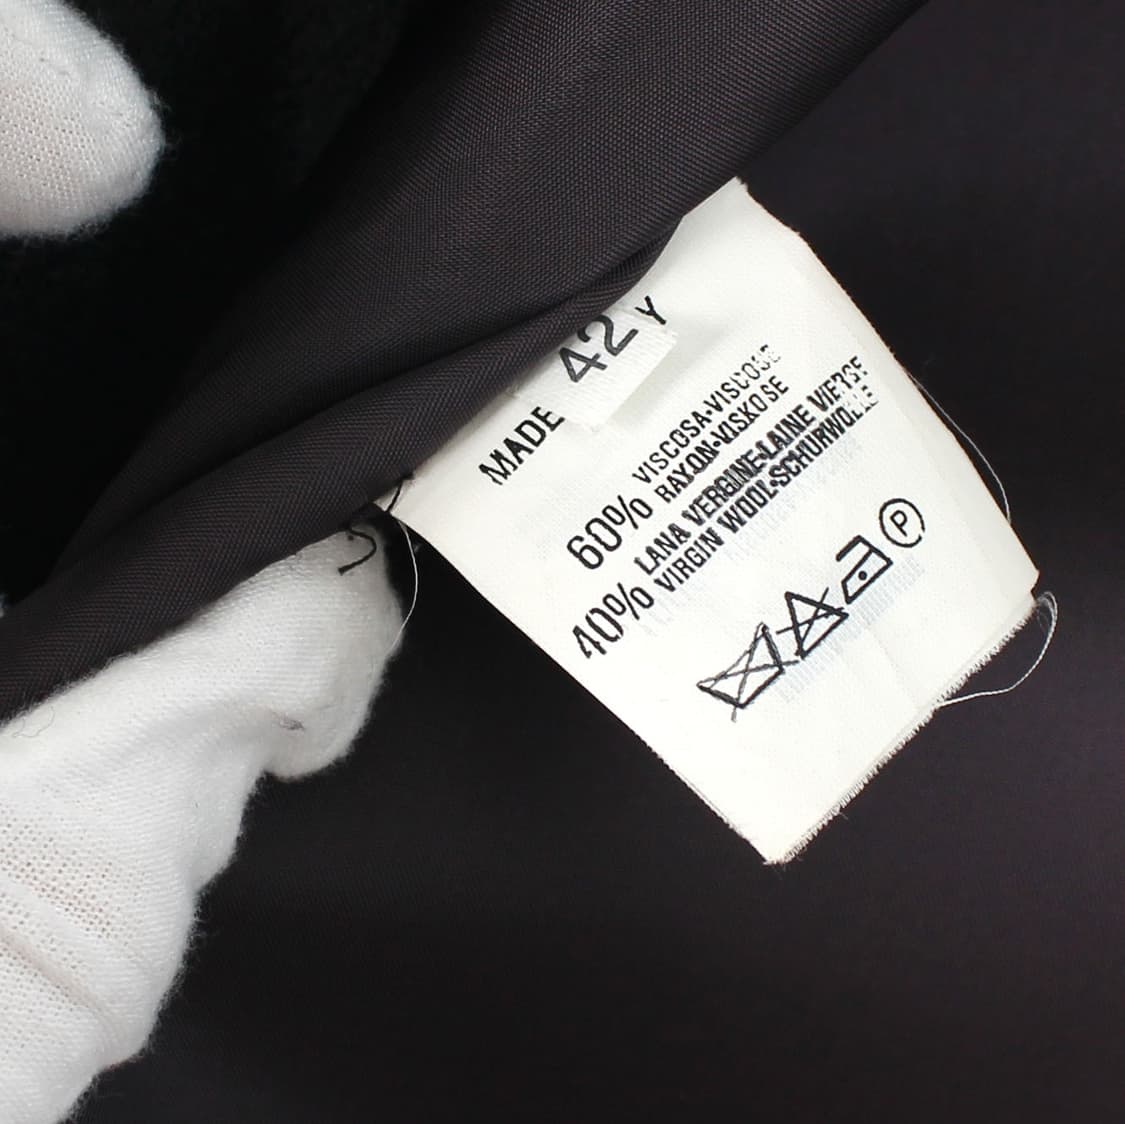 42
MADE Y
60% VISCOSA-VISCOSE
RAYON-VISKOSE
40% LANA VERGINE-LAINE VIERGE
VIRGIN WOOL-SCHURWOLLE
P